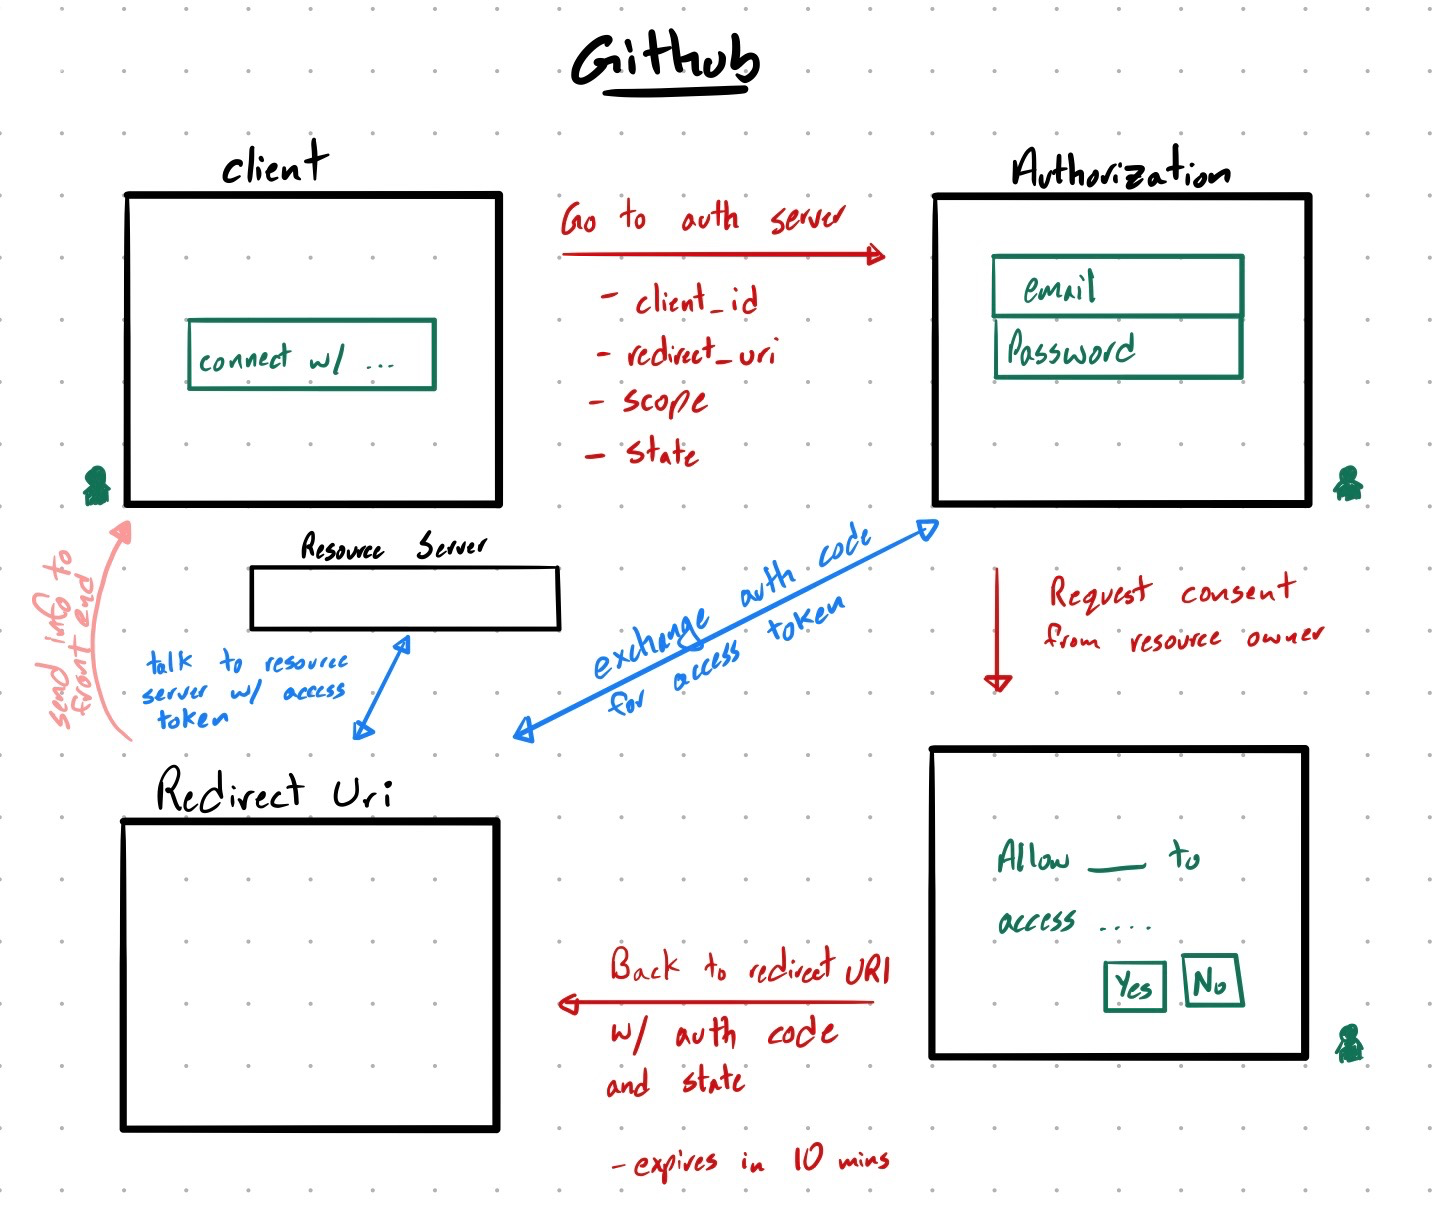 Github
client
Authorization
Go to auth server
- client_id
- redirect_uri
- scope
- state
connect w/ ...
email
Password
Resource Server
exchange auth code
for access token
Request consent
from resource owner
send info to
front end
talk to resource
server w/ access
token
Redirect Uri
Allow ___ to
access ....
Yes No
Back to redirect URI
w/ auth code
and state
- expires in 10 mins